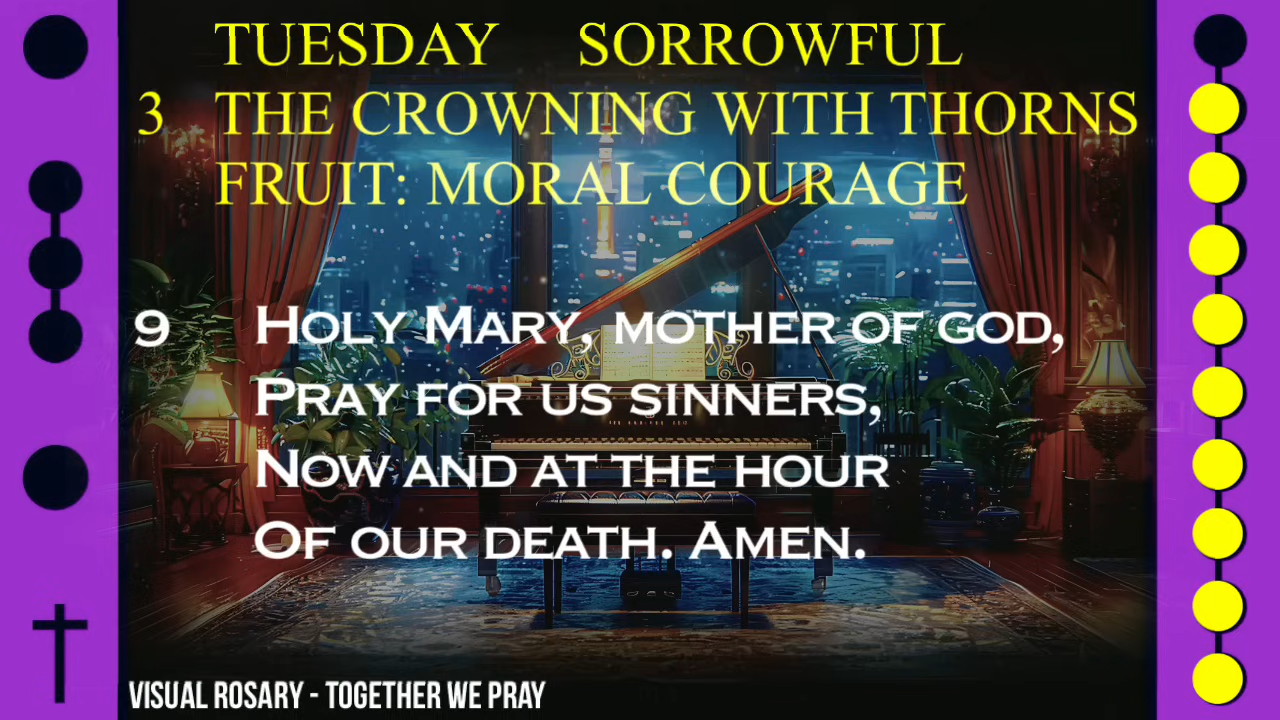 TUESDAY SORROWFUL
3 THE CROWNING WITH THORNS
FRUIT: MORAL COURAGE
9 HOLY MARY, MOTHER OF GOD,
PRAY FOR US SINNERS,
NOW AND AT THE HOUR
OF OUR DEATH. AMEN.
VISUAL ROSARY - TOGETHER WE PRAY